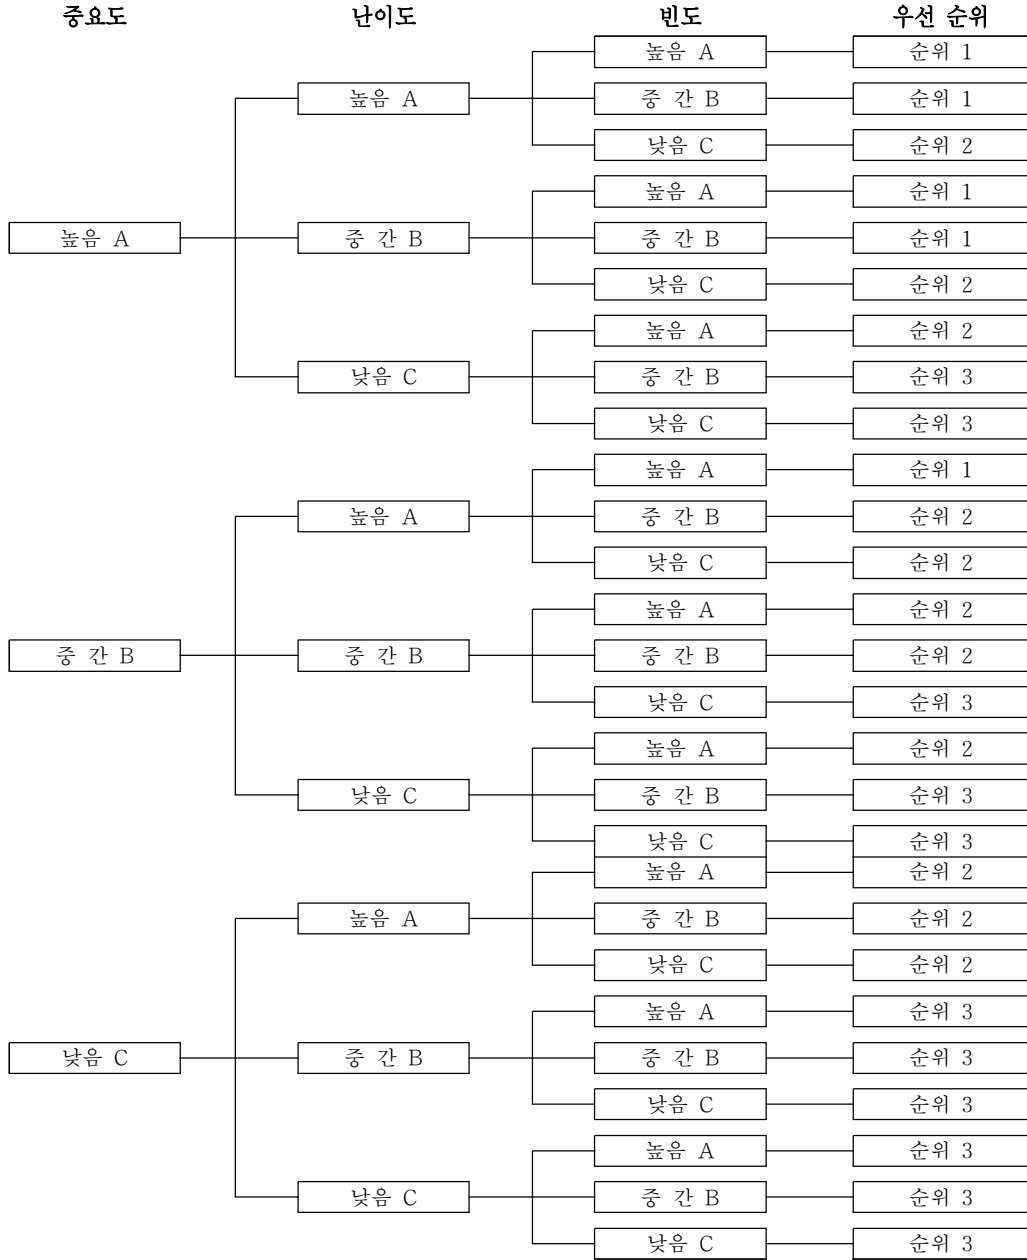 중요도 난이도 빈도 우선 순위
높음 A 순위 1
높음 A 중 간 B 순위 1
낮음 C 순위 2
높음 A 순위 1
높음 A 중 간 B 중 간 B 순위 1
낮음 C 순위 2
높음 A 순위 2
낮음 C 중 간 B 순위 3
낮음 C 순위 3
높음 A 순위 1
높음 A 중 간 B 순위 2
낮음 C 순위 2
높음 A 순위 2
중 간 B 중 간 B 중 간 B 순위 2
낮음 C 순위 3
높음 A 순위 2
낮음 C 중 간 B 순위 3
낮음 C 순위 3
높음 A 순위 2
높음 A 중 간 B 순위 2
낮음 C 순위 2
높음 A 순위 3
낮음 C 중 간 B 중 간 B 순위 3
낮음 C 순위 3
높음 A 순위 3
낮음 C 중 간 B 순위 3
낮음 C 순위 3